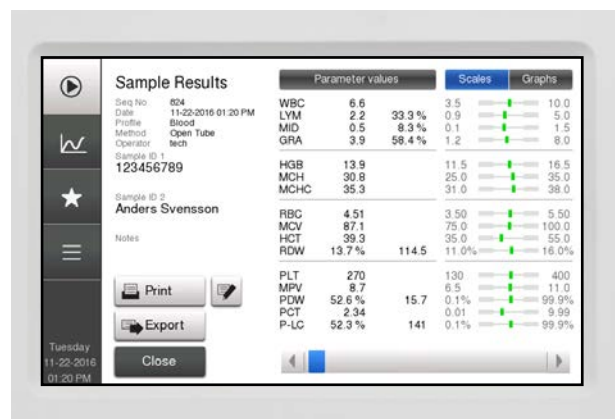 Sample Results
Seq No 824
Date 11-22-2016 01:20 PM
Profile Blood
Method Open Tube
Operator tech
Sample ID 1
123456789
Sample ID 2
Anders Svensson
Notes
Print
Export
Close
Tuesday
11-22-2016
01:20 PM
Parameter values Scales Graphs
WBC 6.6 3.5 10.0
LYM 2.2 33.3 % 0.9 5.0
MID 0.5 8.3 % 0.1 1.5
GRA 3.9 58.4 % 1.2 8.0
HGB 13.9 11.5 16.5
MCH 30.8 25.0 35.0
MCHC 35.3 31.0 38.0
RBC 4.51 3.50 5.50
MCV 87.1 75.0 100.0
HCT 39.3 35.0 55.0
RDW 13.7 % 114.5 11.0% 16.0%
PLT 270 130 400
MPV 8.7 6.5 11.0
PDW 52.6 % 15.7 0.1% 99.9%
PCT 2.34 0.01 9.99
P-LC 52.3 % 141 0.1% 99.9%